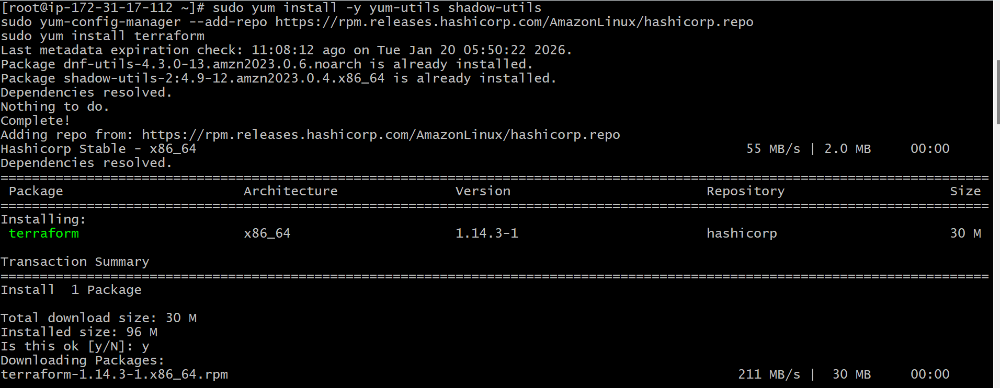 [root@ip-172-31-17-112 ~]# sudo yum install -y yum-utils shadow-utils
sudo yum-config-manager --add-repo https://rpm.releases.hashicorp.com/AmazonLinux/hashicorp.repo
sudo yum install terraform
Last metadata expiration check: 11:08:12 ago on Tue Jan 20 05:50:22 2026.
Package dnf-utils-4.3.0-13.amzn2023.0.6.noarch is already installed.
Package shadow-utils-2:4.9-12.amzn2023.0.4.x86_64 is already installed.
Dependencies resolved.
Nothing to do.
Complete!
Adding repo from: https://rpm.releases.hashicorp.com/AmazonLinux/hashicorp.repo
Hashicorp Stable - x86_64 55 MB/s | 2.0 MB 00:00
Dependencies resolved.
==============================================================================================================================
Package Architecture Version Repository Size
==============================================================================================================================
Installing:
terraform x86_64 1.14.3-1 hashicorp 30 M
Transaction Summary
==============================================================================================================================
Install 1 Package
Total download size: 30 M
Installed size: 96 M
Is this ok [y/N]: y
Downloading Packages:
terraform-1.14.3-1.x86_64.rpm 211 MB/s | 30 MB 00:00